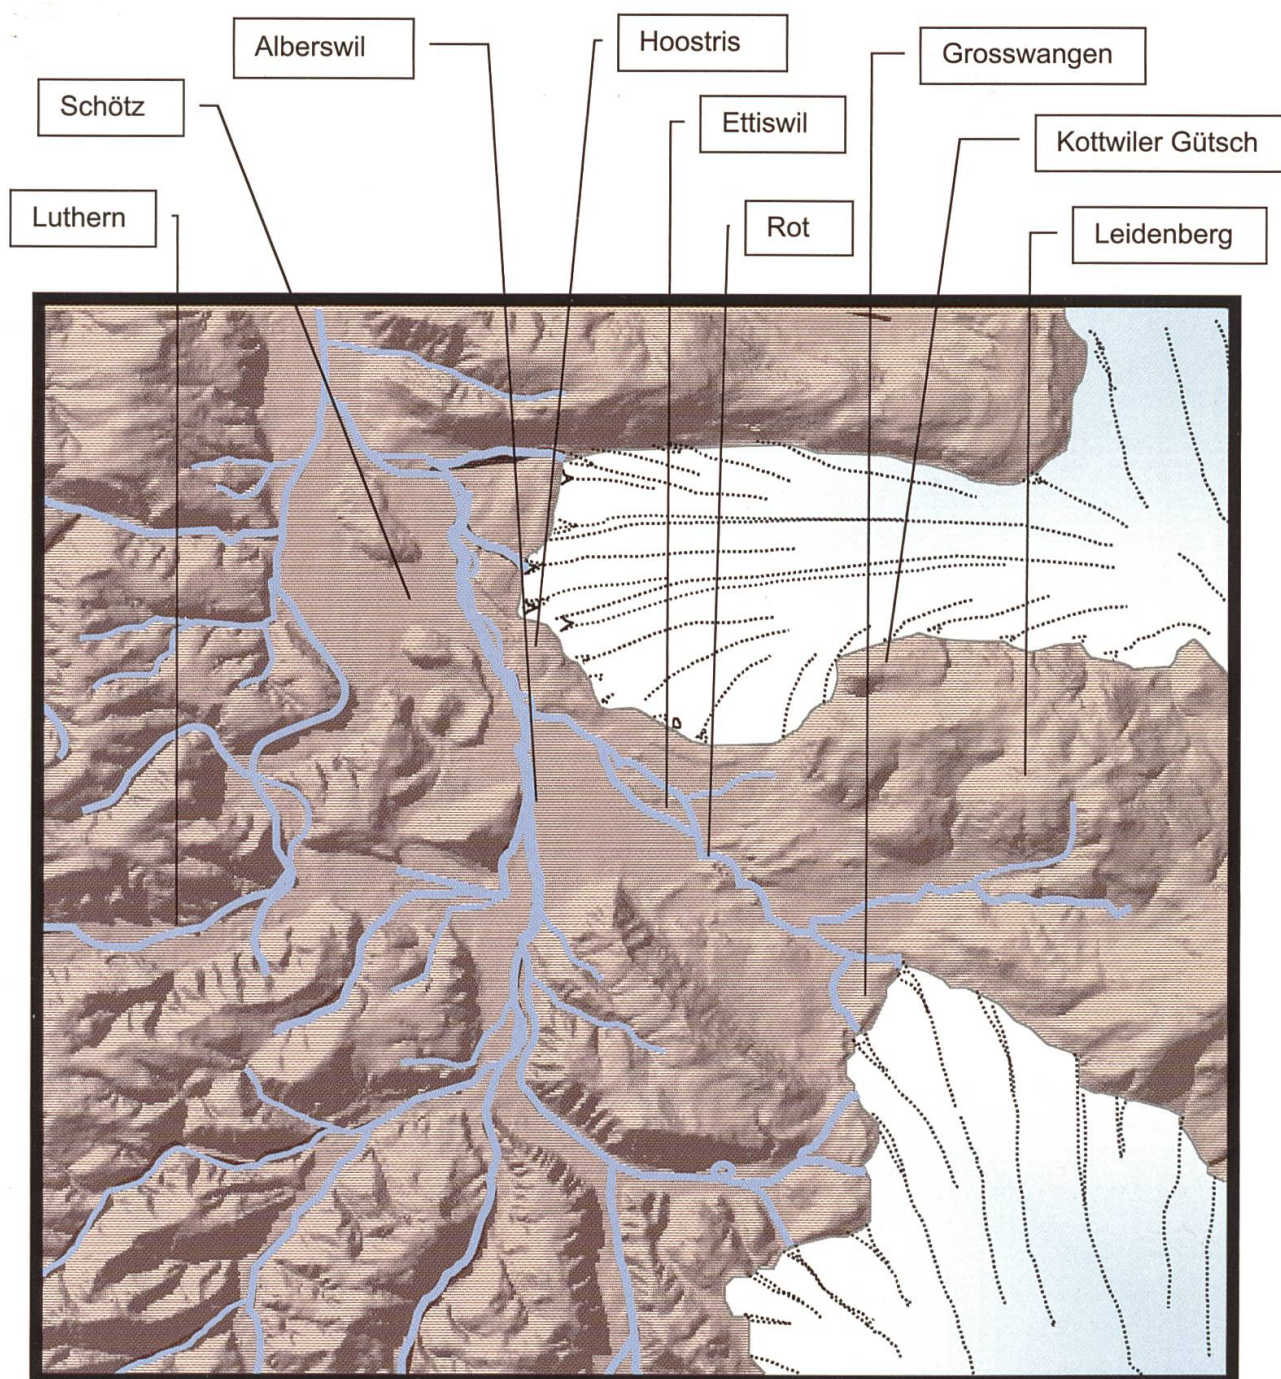 Alberswil
Hoostris
Grosswangen
Schötz
Ettiswil
Kottwiler Gütsch
Luthern
Rot
Leidenberg